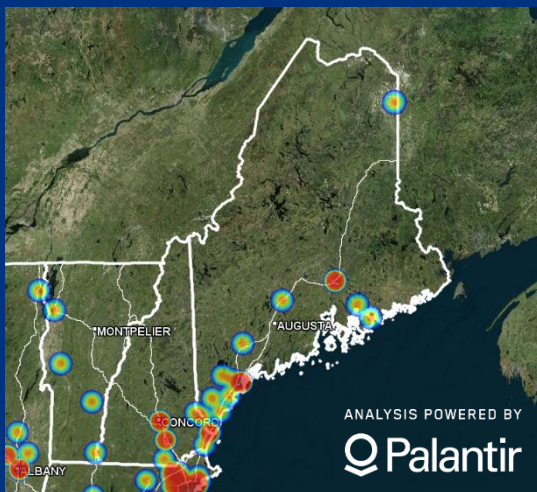 MONTPELIER
AUGUSTA
CONCORD
ALBANY
ANALYSIS POWERED BY
Palantir